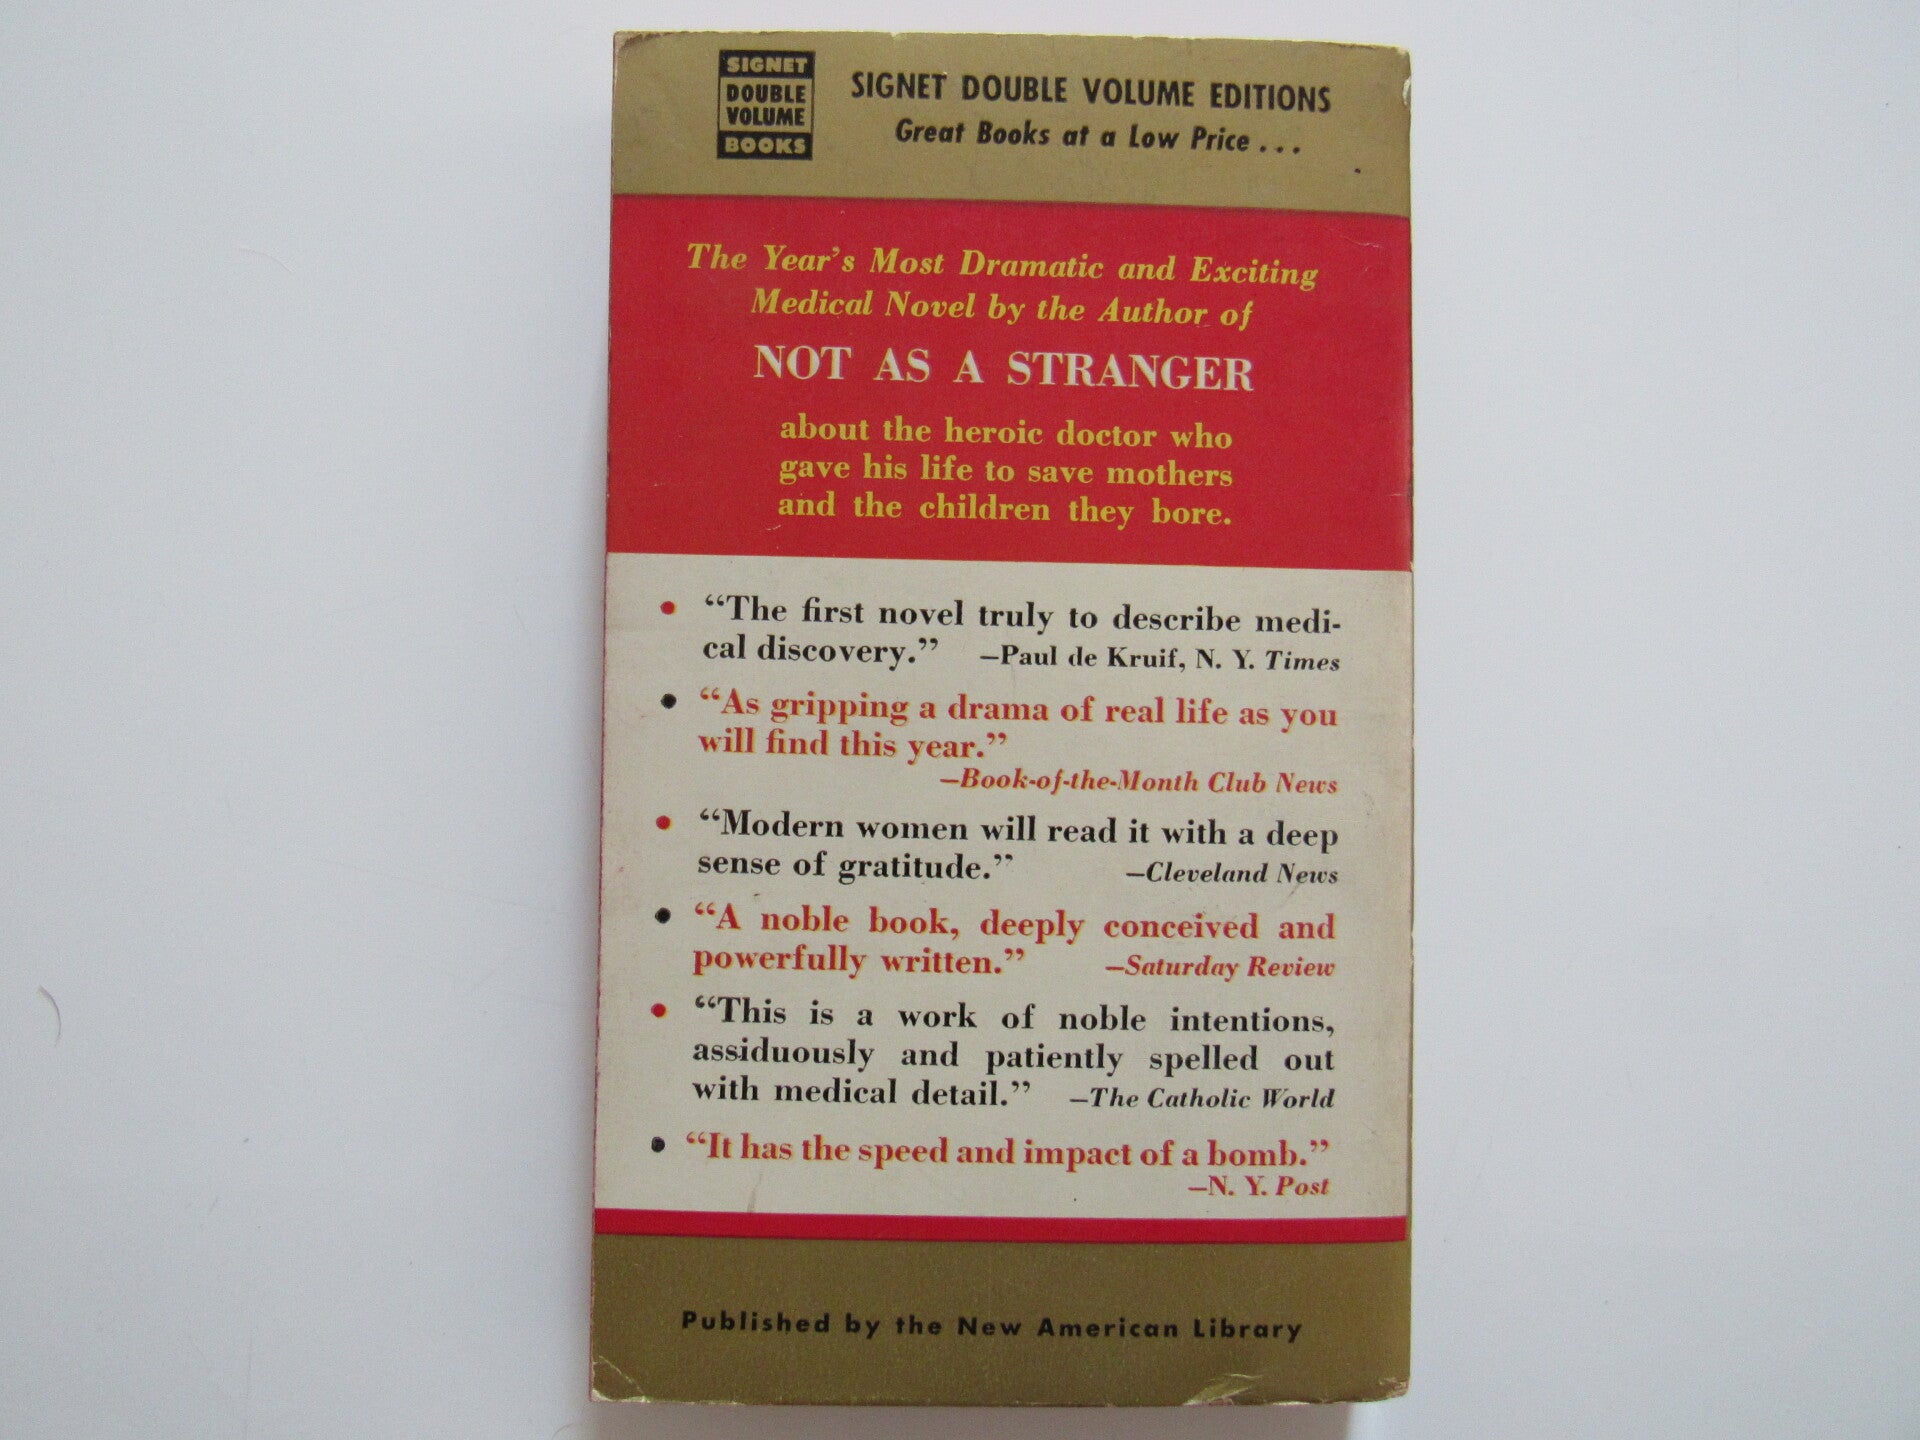 SIGNET
DOUBLE
VOLUME
BOOKS
SIGNET DOUBLE VOLUME EDITIONS
Great Books at a Low Price...
The Year's Most Dramatic and Exciting
Medical Novel by the Author of
NOT AS A STRANGER
about the heroic doctor who
gave his life to save mothers
and the children they bore.
• “The first novel truly to describe medi-
cal discovery.” —Paul de Kruif, N. Y. Times
• “As gripping a drama of real life as you
will find this year.”
—Book-of-the-Month Club News
• “Modern women will read it with a deep
sense of gratitude.” —Cleveland News
• “A noble book, deeply conceived and
powerfully written.” —Saturday Review
• “This is a work of noble intentions,
assiduously and patiently spelled out
with medical detail.” —The Catholic World
• “It has the speed and impact of a bomb.”
—N. Y. Post
Published by the New American Library